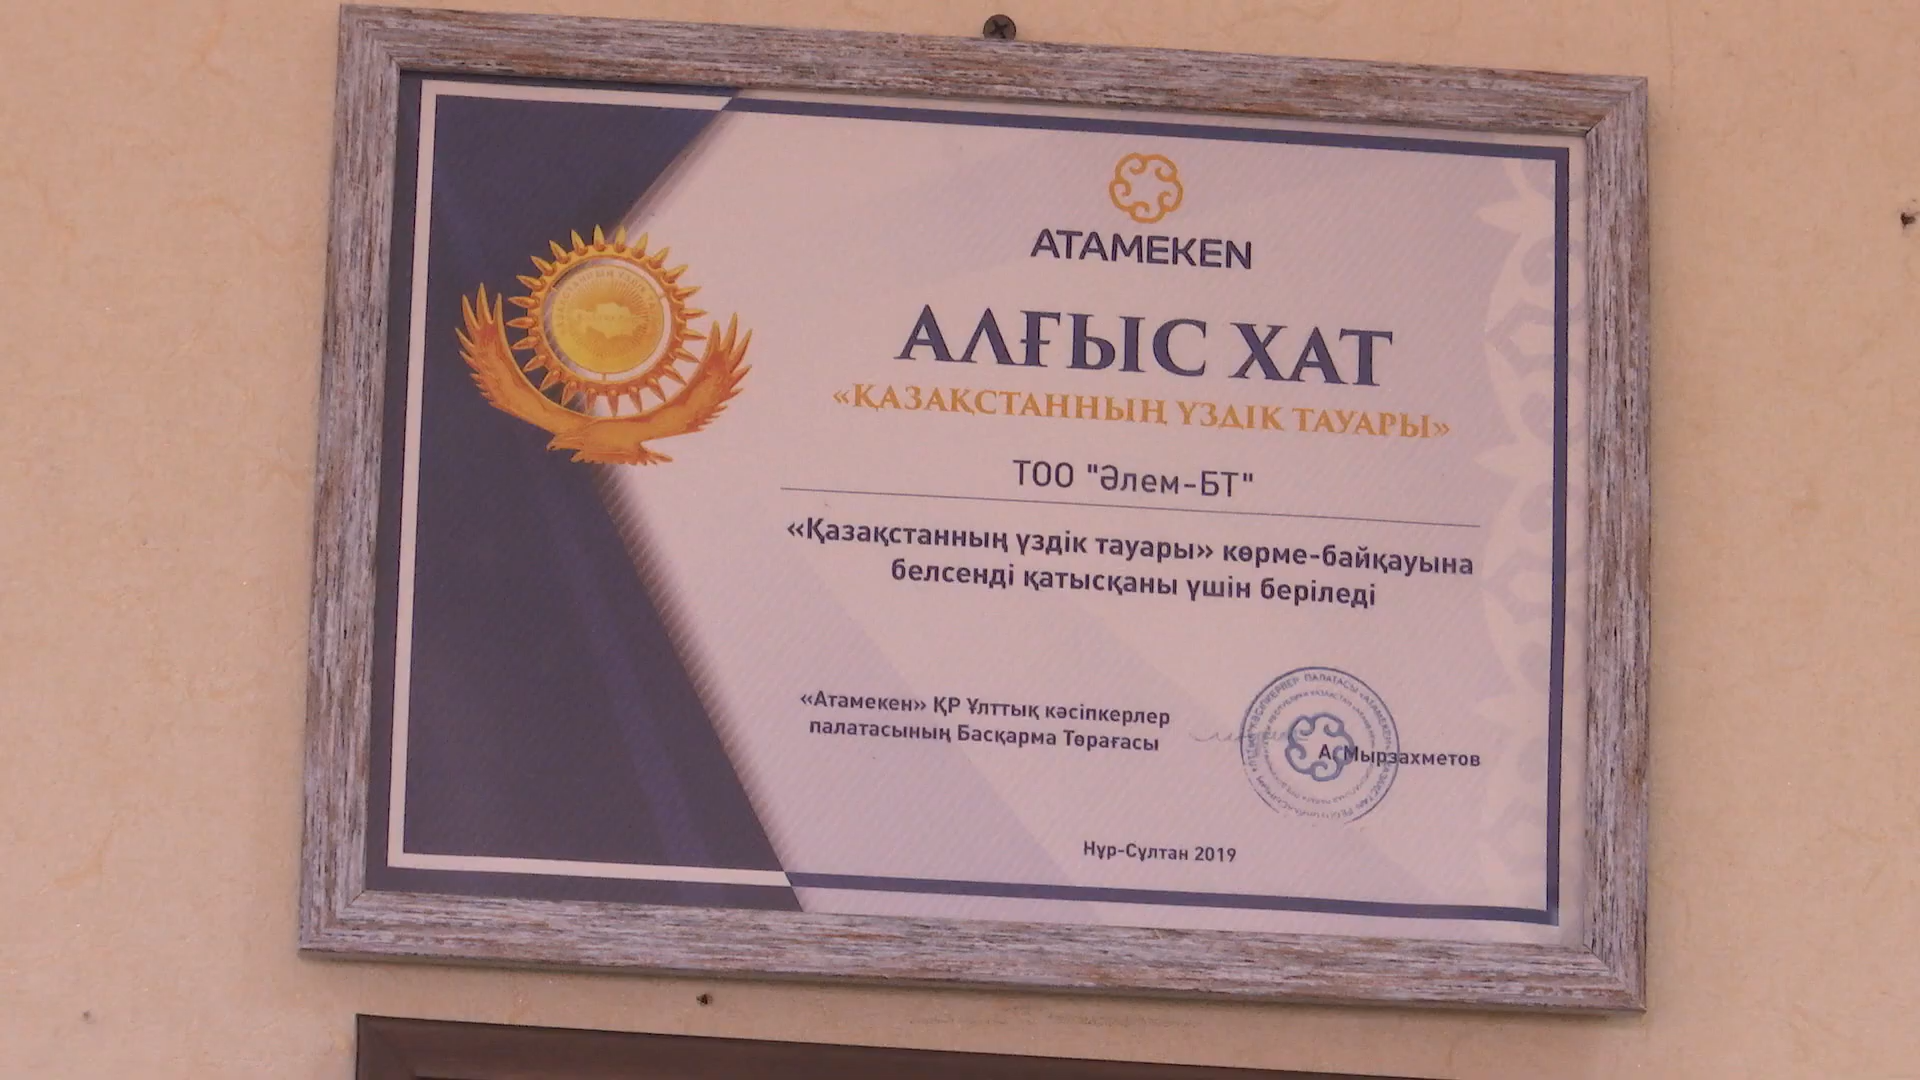 ATAMEKEN
АЛҒЫС ХАТ
«ҚАЗАҚСТАННЫҢ ҮЗДІК ТАУАРЫ»
ТОО "Әлем-БТ"
«Қазақстанның үздік тауары» көрме-байқауына
белсенді қатысқаны үшін беріледі
«Атамекен» ҚР Ұлттық кәсіпкерлер
палатасының Басқарма Төрағасы
А. Мырзахметов
Нұр-Сұлтан 2019